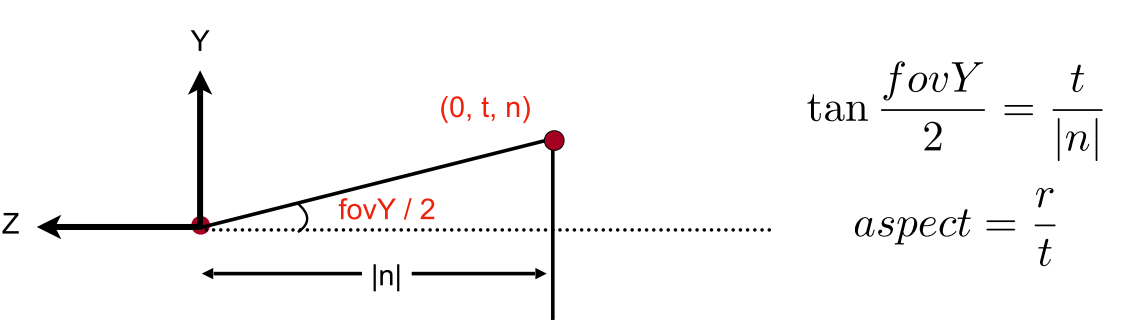 Y
(0, t, n)
fovY / 2
Z
|n|
tan fovY/2 = t/|n|
aspect = r/t